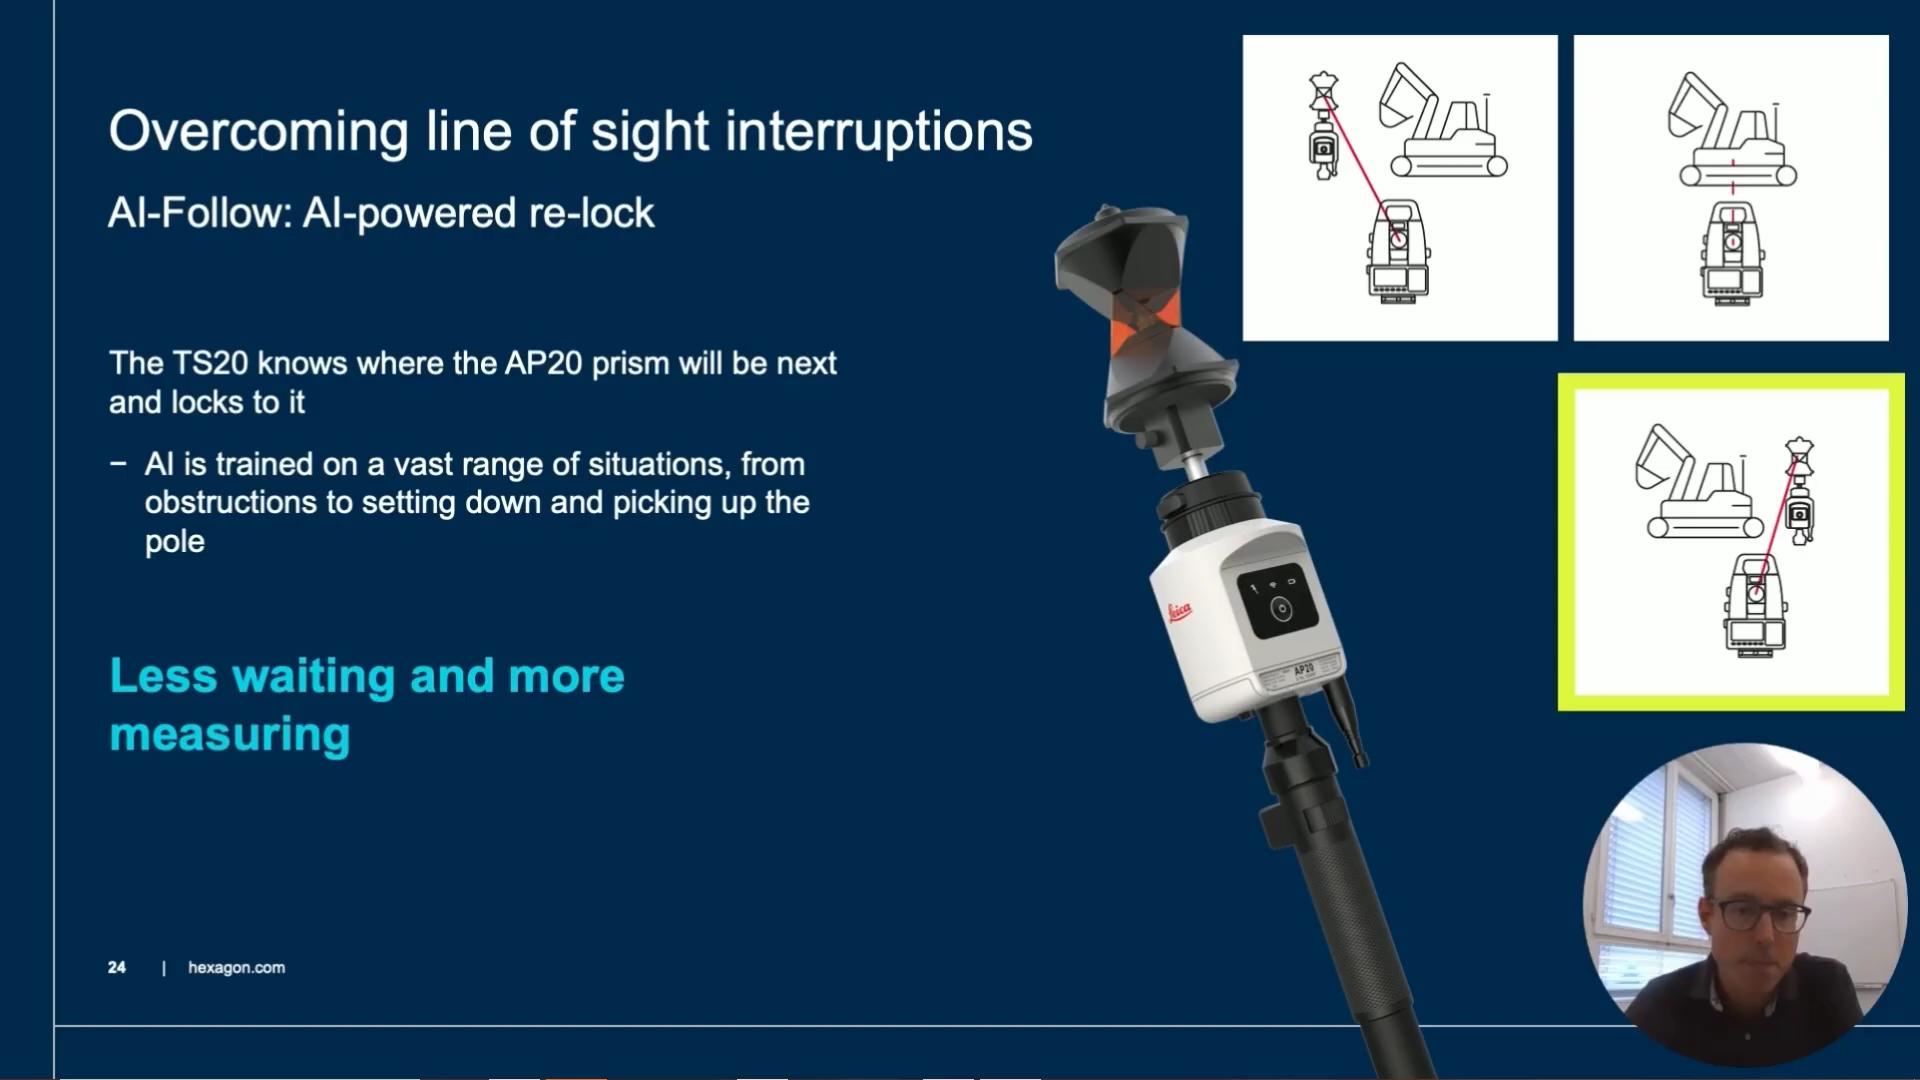 Overcoming line of sight interruptions
AI-Follow: AI-powered re-lock
The TS20 knows where the AP20 prism will be next
and locks to it
– AI is trained on a vast range of situations, from
obstructions to setting down and picking up the
pole
Less waiting and more
measuring
Leica
AP20
24 | hexagon.com